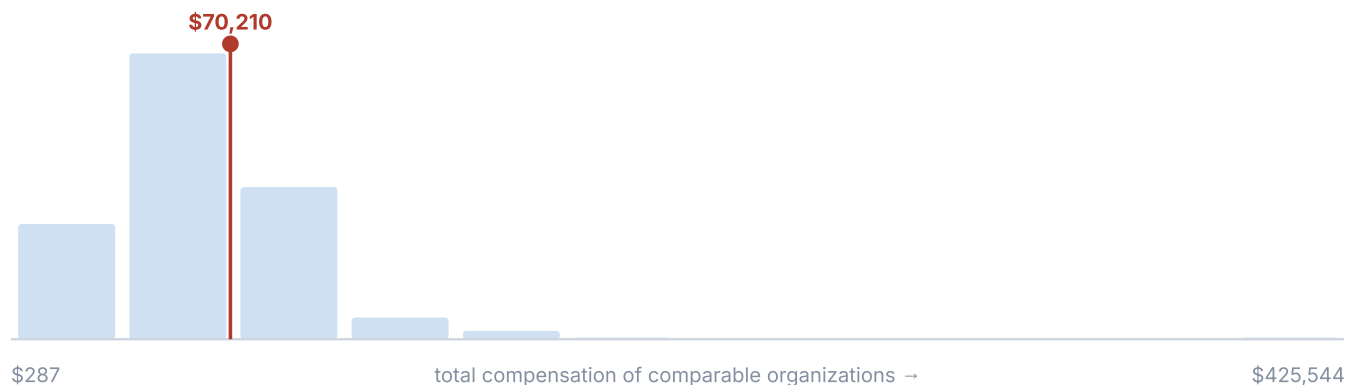 $70,210
$287 total compensation of comparable organizations → $425,544